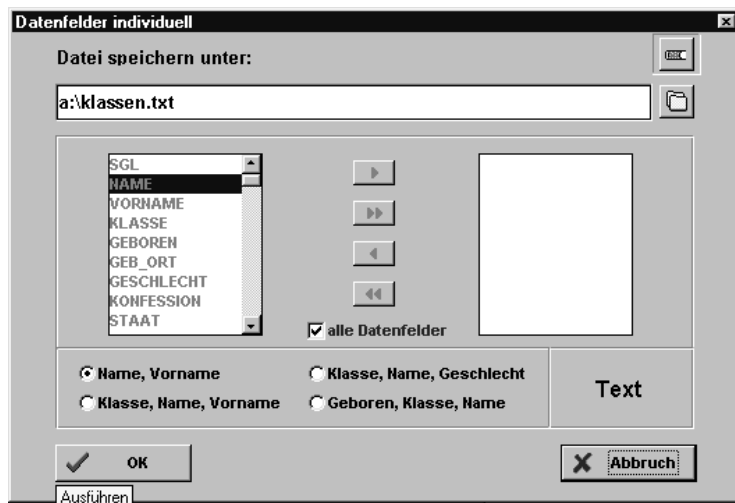 Datenfelder individuell
Datei speichern unter:
a:\klassen.txt
SGL
NAME
VORNAME
KLASSE
GEBOREN
GEB_ORT
GESCHLECHT
KONFESSION
STAAT
alle Datenfelder
Name, Vorname
Klasse, Name, Geschlecht
Klasse, Name, Vorname
Geboren, Klasse, Name
Text
OK
Abbruch
Ausführen